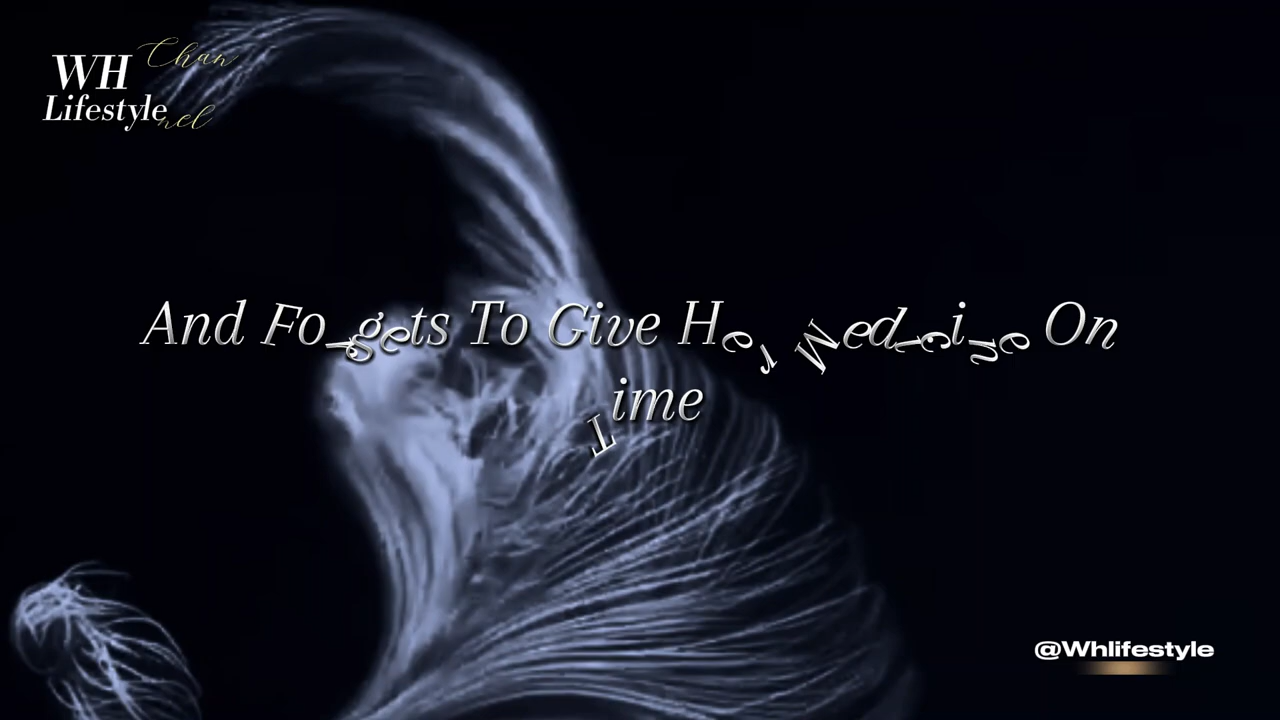 WH Chan
Lifestyle nel
And Forgets To Give Her Medicine On
Time
@Whlifestyle